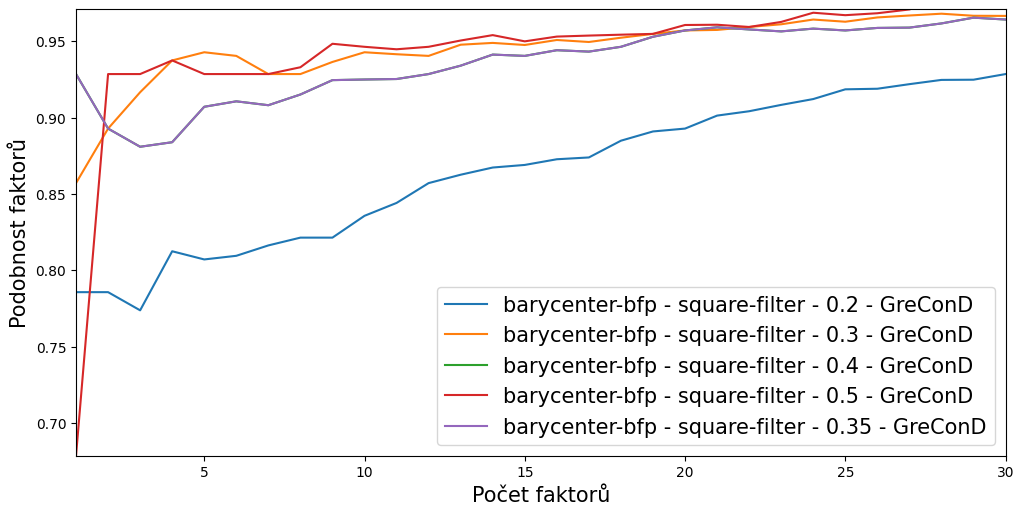 0.95
0.90
0.85
0.80
0.75
0.70
Podobnost faktorů
barycenter-bfp - square-filter - 0.2 - GreConD
barycenter-bfp - square-filter - 0.3 - GreConD
barycenter-bfp - square-filter - 0.4 - GreConD
barycenter-bfp - square-filter - 0.5 - GreConD
barycenter-bfp - square-filter - 0.35 - GreConD
5 10 15 20 25 30
Počet faktorů